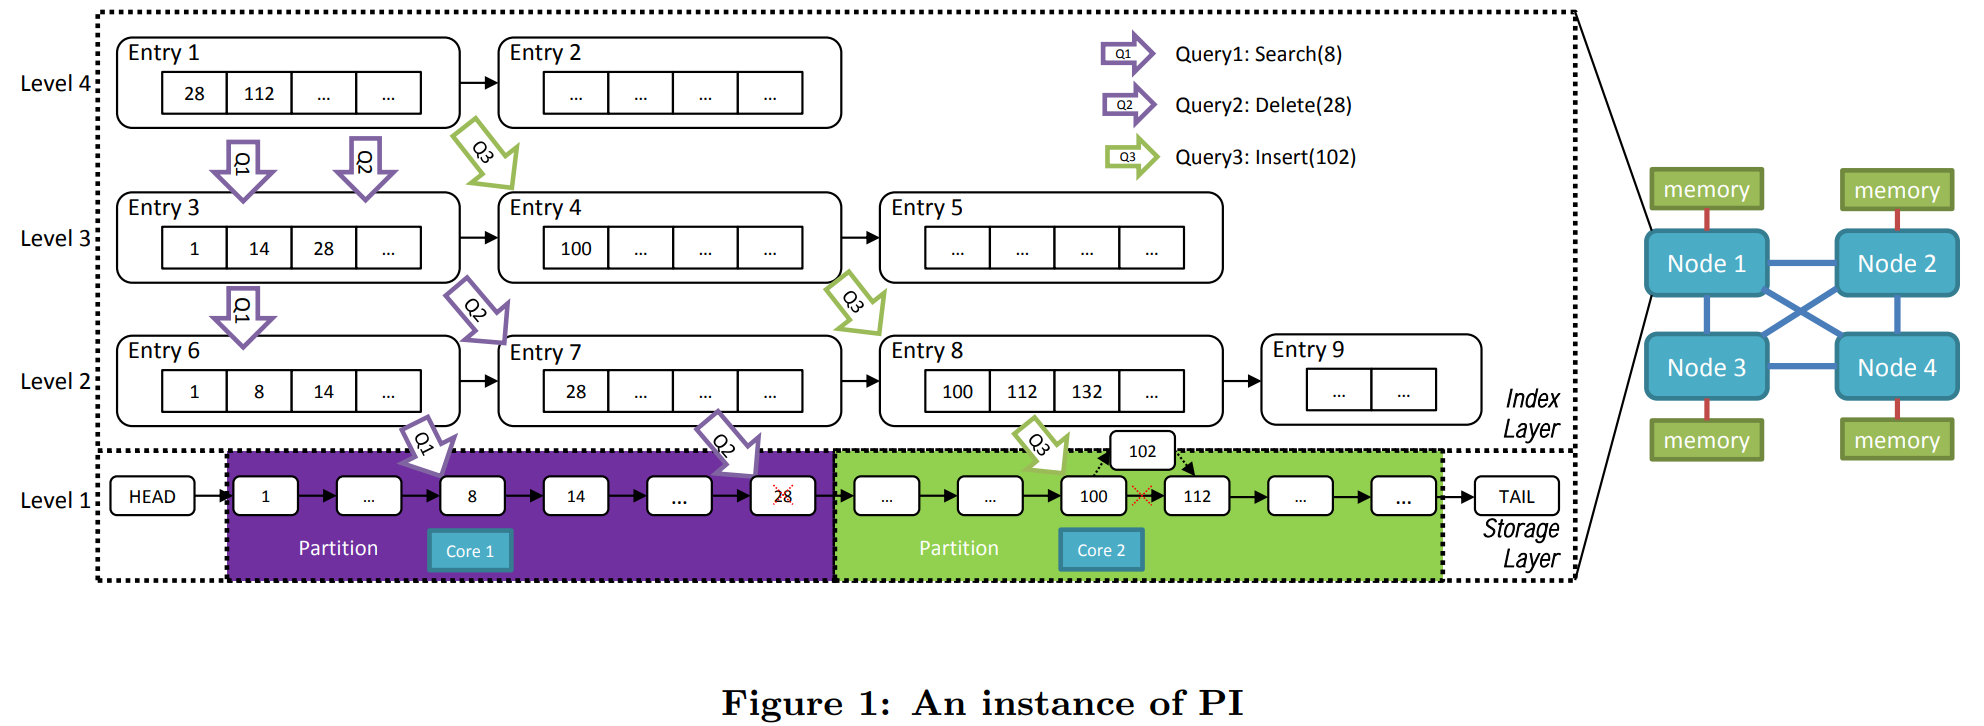 Level 4
Entry 1
28 112 ... ...
Entry 2
... ... ... ...
Q1 Query1: Search(8)
Q2 Query2: Delete(28)
Q3 Query3: Insert(102)
Q1
Q2
Q3
Level 3
Entry 3
1 14 28 ...
Entry 4
100 ... ... ...
Entry 5
... ... ... ...
Q1
Q2
Q3
Level 2
Entry 6
1 8 14 ...
Entry 7
28 ... ... ...
Entry 8
100 112 132 ...
Entry 9
... ...
Index
Layer
Q1
Q2
Q3
102
Level 1
HEAD 1 ... 8 14 ... 28 ... ... 100 112 ... ... TAIL
Partition
Core 1
Partition
Core 2
Storage
Layer
memory
memory
Node 1
Node 2
Node 3
Node 4
memory
memory
Figure 1: An instance of PI